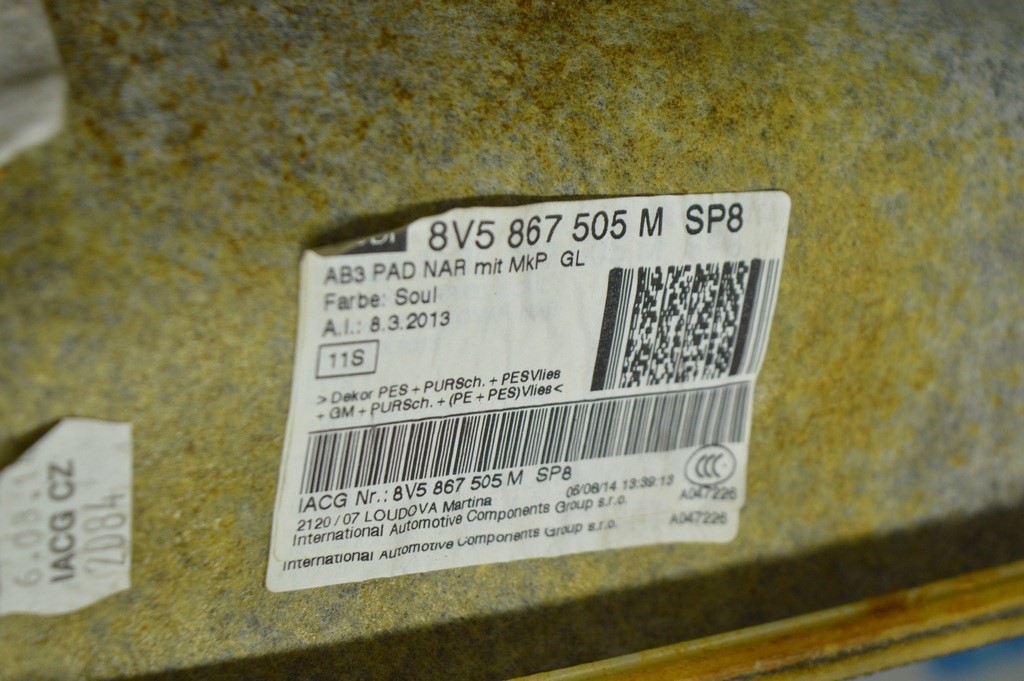 8V5 867 505 M SP8
AB3 PAD NAR mit MkP GL
Farbe: Soul
A.I.: 8.3.2013
11S
> Dekor PES + PURSch. + PESVlies
+ GM + PURSch. + (PE + PES)Vlies <
IACG Nr.: 8V5 867 505 M SP8
06/08/14 13:39:13
2120 / 07 LOUDOVA Martina
A047226
International Automotive Components Group s.r.o.
A047226
International Automotive Components Group s.r.o.
IACG CZ
2084